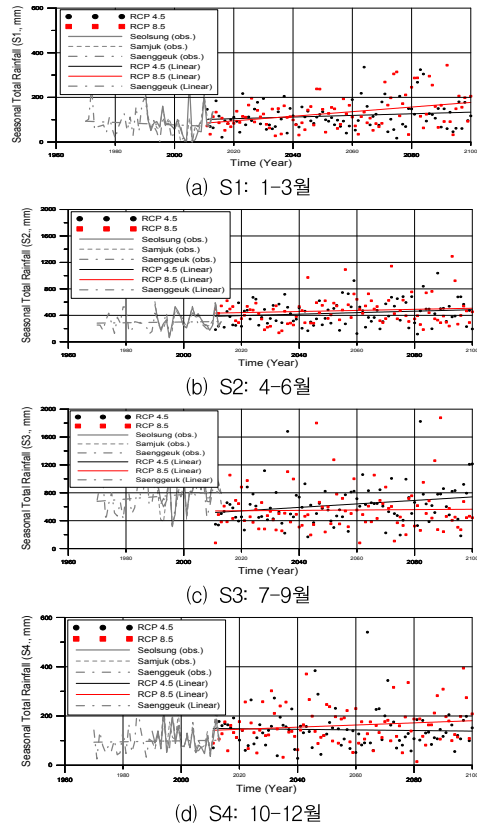 Seasonal Total Rainfall (S1, mm)
600
400
200
0
RCP 4.5
RCP 8.5
Seolsung (obs.)
Samjuk (obs.)
Saenggeuk (obs.)
RCP 4.5 (Linear)
RCP 8.5 (Linear)
Saenggeuk (Linear)
1960
1980
2000
2020
2040
2060
2080
2100
Time (Year)
(a) S1: 1-3월
Seasonal Total Rainfall (S2., mm)
2000
1600
1200
800
400
0
RCP 4.5
RCP 8.5
Seolsung (obs.)
Samjuk (obs.)
Saenggeuk (obs.)
RCP 4.5 (Linear)
RCP 8.5 (Linear)
Saenggeuk (Linear)
1960
1980
2000
2020
2040
2060
2080
2100
Time (Year)
(b) S2: 4-6월
Seasonal Total Rainfall (S3., mm)
2000
1600
1200
800
400
0
RCP 4.5
RCP 8.5
Seolsung (obs.)
Samjuk (obs.)
Saenggeuk (obs.)
RCP 4.5 (Linear)
RCP 8.5 (Linear)
Saenggeuk (Linear)
1960
1980
2000
2020
2040
2060
2080
2100
Time (Year)
(c) S3: 7-9월
Seasonal Total Rainfall (S4., mm)
600
400
200
0
RCP 4.5
RCP 8.5
Seolsung (obs.)
Samjuk (obs.)
Saenggeuk (obs.)
RCP 4.5 (Linear)
RCP 8.5 (Linear)
Saenggeuk (Linear)
1960
1980
2000
2020
2040
2060
2080
2100
Time (Year)
(d) S4: 10-12월